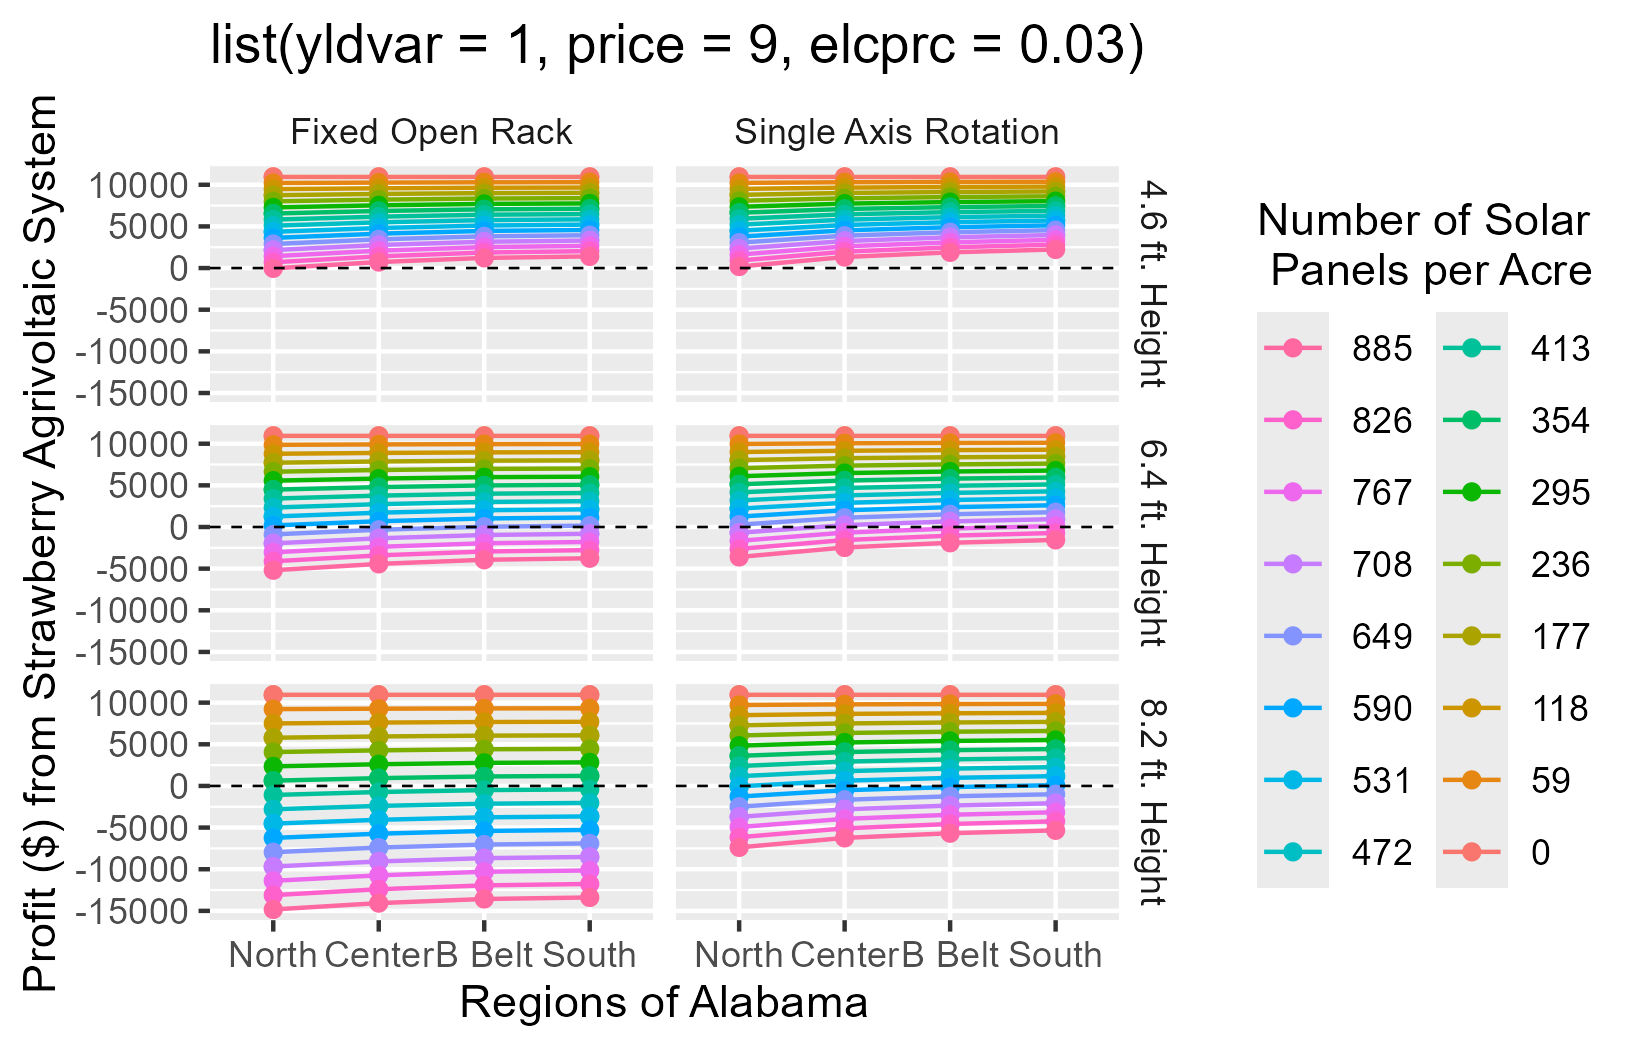 list(yldvar = 1, price = 9, elcprc = 0.03)
Fixed Open Rack
Single Axis Rotation
Profit ($) from Strawberry Agrivoltaic System
10000
5000
0
-5000
-10000
-15000
4.6 ft. Height
10000
5000
0
-5000
-10000
-15000
6.4 ft. Height
10000
5000
0
-5000
-10000
-15000
8.2 ft. Height
North Center B Belt South
North Center B Belt South
Regions of Alabama
Number of Solar
Panels per Acre
885 413
826 354
767 295
708 236
649 177
590 118
531 59
472 0